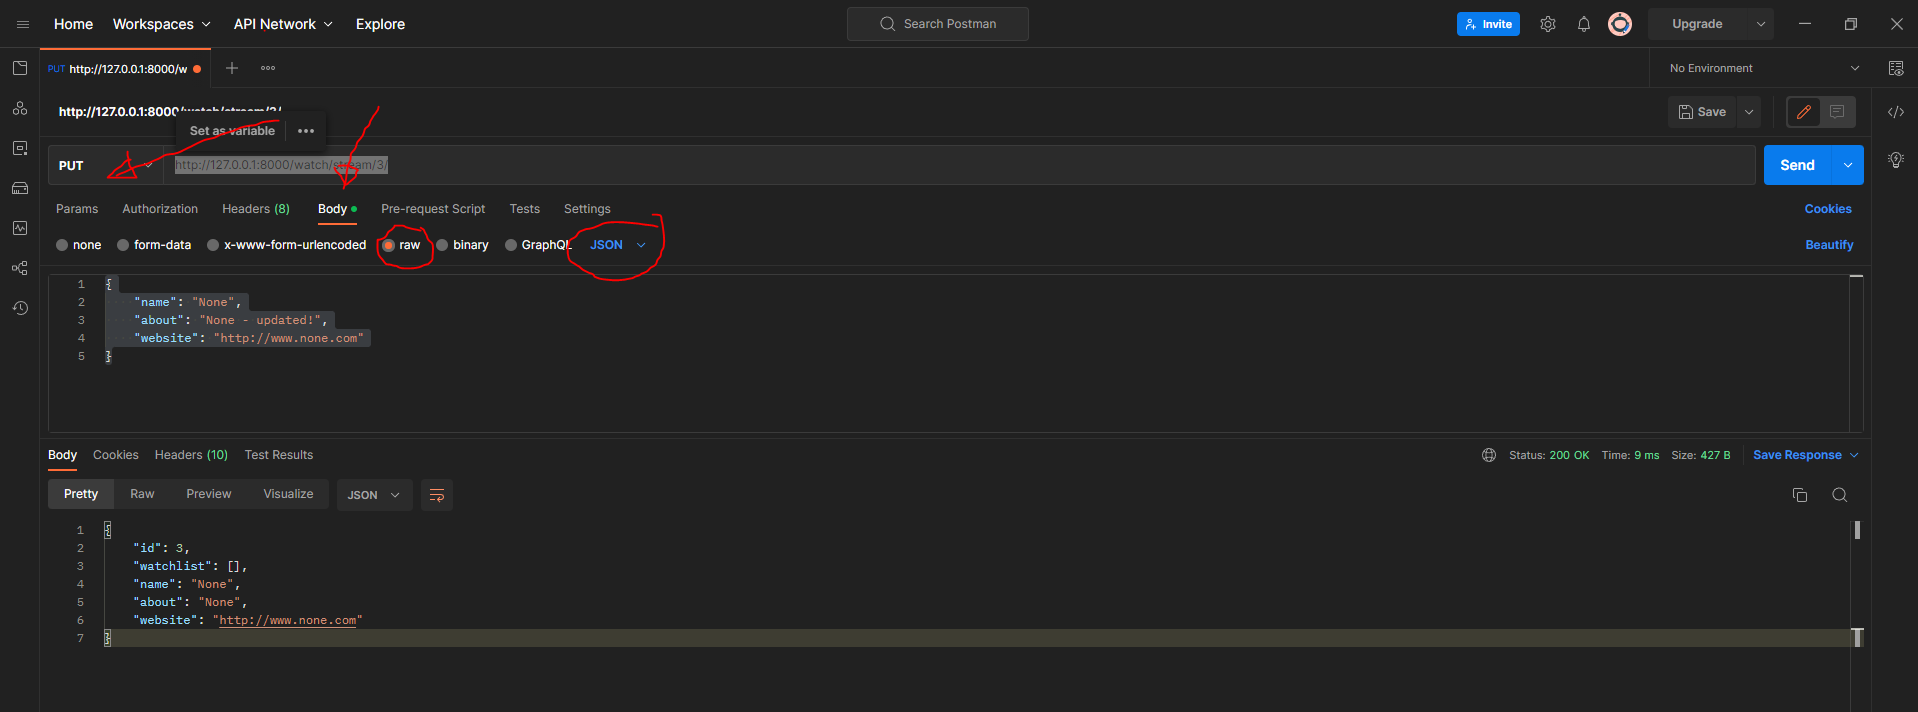 Home Workspaces API Network Explore Search Postman Invite Upgrade
PUT http://127.0.0.1:8000/w No Environment
http://127.0.0.1:8000/watch/stream/3/ Save
Set as variable
PUT http://127.0.0.1:8000/watch/stream/3/ Send
Params Authorization Headers (8) Body Pre-request Script Tests Settings Cookies
none form-data x-www-form-urlencoded raw binary GraphQL JSON Beautify
1 {
2 "name": "None",
3 "about": "None - updated!",
4 "website": "http://www.none.com"
5 }
Body Cookies Headers (10) Test Results Status: 200 OK Time: 9 ms Size: 427 B Save Response
Pretty Raw Preview Visualize JSON
1 {
2 "id": 3,
3 "watchlist": [],
4 "name": "None",
5 "about": "None",
6 "website": "http://www.none.com"
7 }